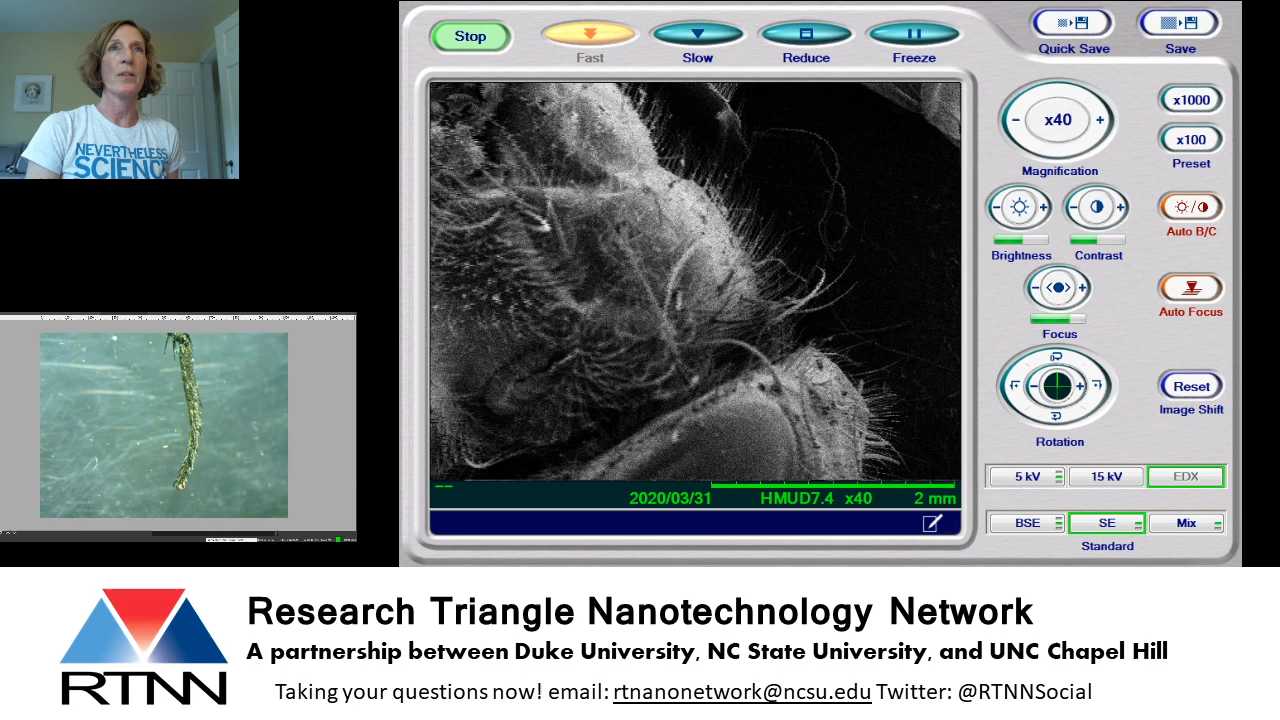 NEVERTHELESS
SCIENCE
Stop
Fast
Slow
Reduce
Freeze
Quick Save
Save
- x40 +
Magnification
x1000
x100
Preset
Brightness
Contrast
Auto B/C
Focus
Auto Focus
Rotation
Reset
Image Shift
2020/03/31 HMUD7.4 x40 2 mm
5 kV
15 kV
EDX
BSE
SE
Mix
Standard
RTNN
Research Triangle Nanotechnology Network
A partnership between Duke University, NC State University, and UNC Chapel Hill
Taking your questions now! email: rtnanonetwork@ncsu.edu Twitter: @RTNNSocial